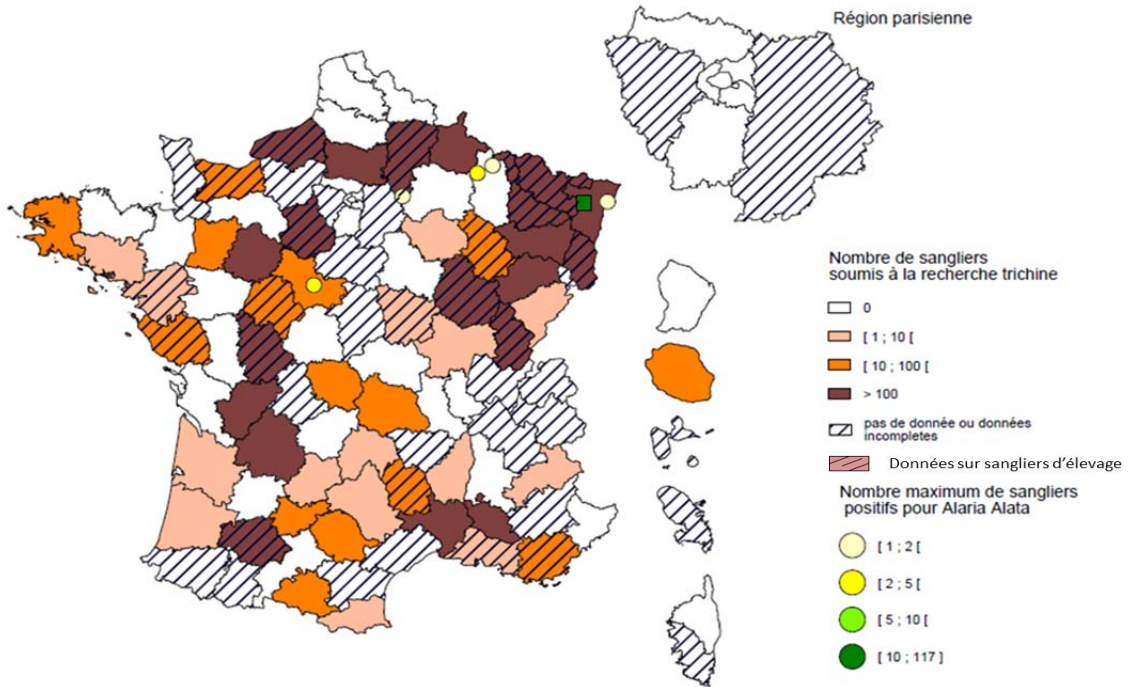 Région parisienne
Nombre de sangliers
soumis à la recherche trichine
0
[ 1 ; 10 [
[ 10 ; 100 [
> 100
pas de donnée ou données
incompletes
Données sur sangliers d'élevage
Nombre maximum de sangliers
positifs pour Alaria Alata
[ 1 ; 2 [
[ 2 ; 5 [
[ 5 ; 10 [
[ 10 ; 117 ]